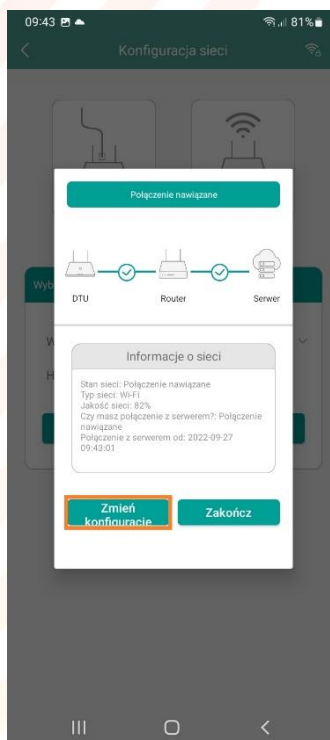 09:43 81%
Konfiguracja sieci
Połączenie nawiązane
DTU Router Serwer
Informacje o sieci
Stan sieci: Połączenie nawiązane
Typ sieci: Wi-Fi
Jakość sieci: 82%
Czy masz połączenie z serwerem?: Połączenie
nawiązane
Połączenie z serwerem od: 2022-09-27
09:43:01
Zmień
konfigurację
Zakończ